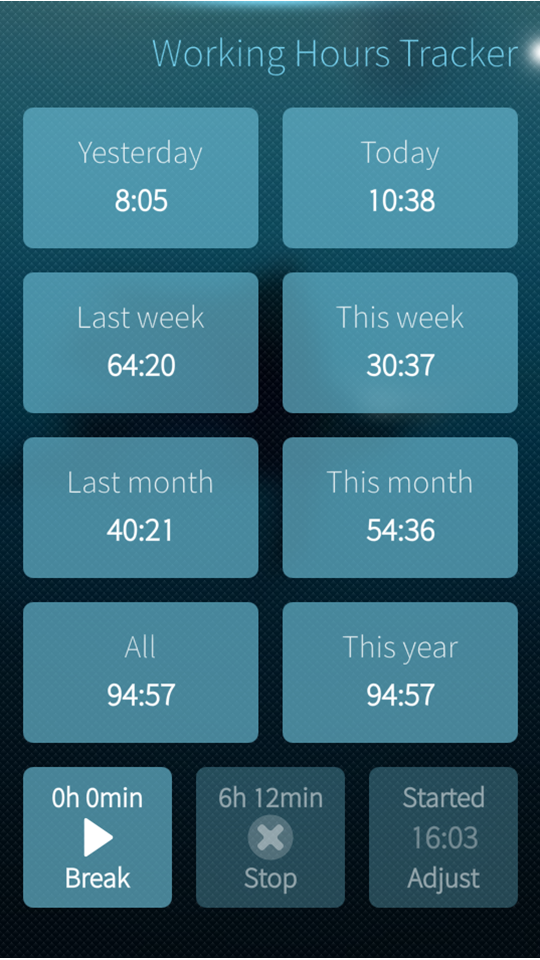 Working Hours Tracker
Yesterday
8:05
Today
10:38
Last week
64:20
This week
30:37
Last month
40:21
This month
54:36
All
94:57
This year
94:57
0h 0min
Break
6h 12min
Stop
Started
16:03
Adjust